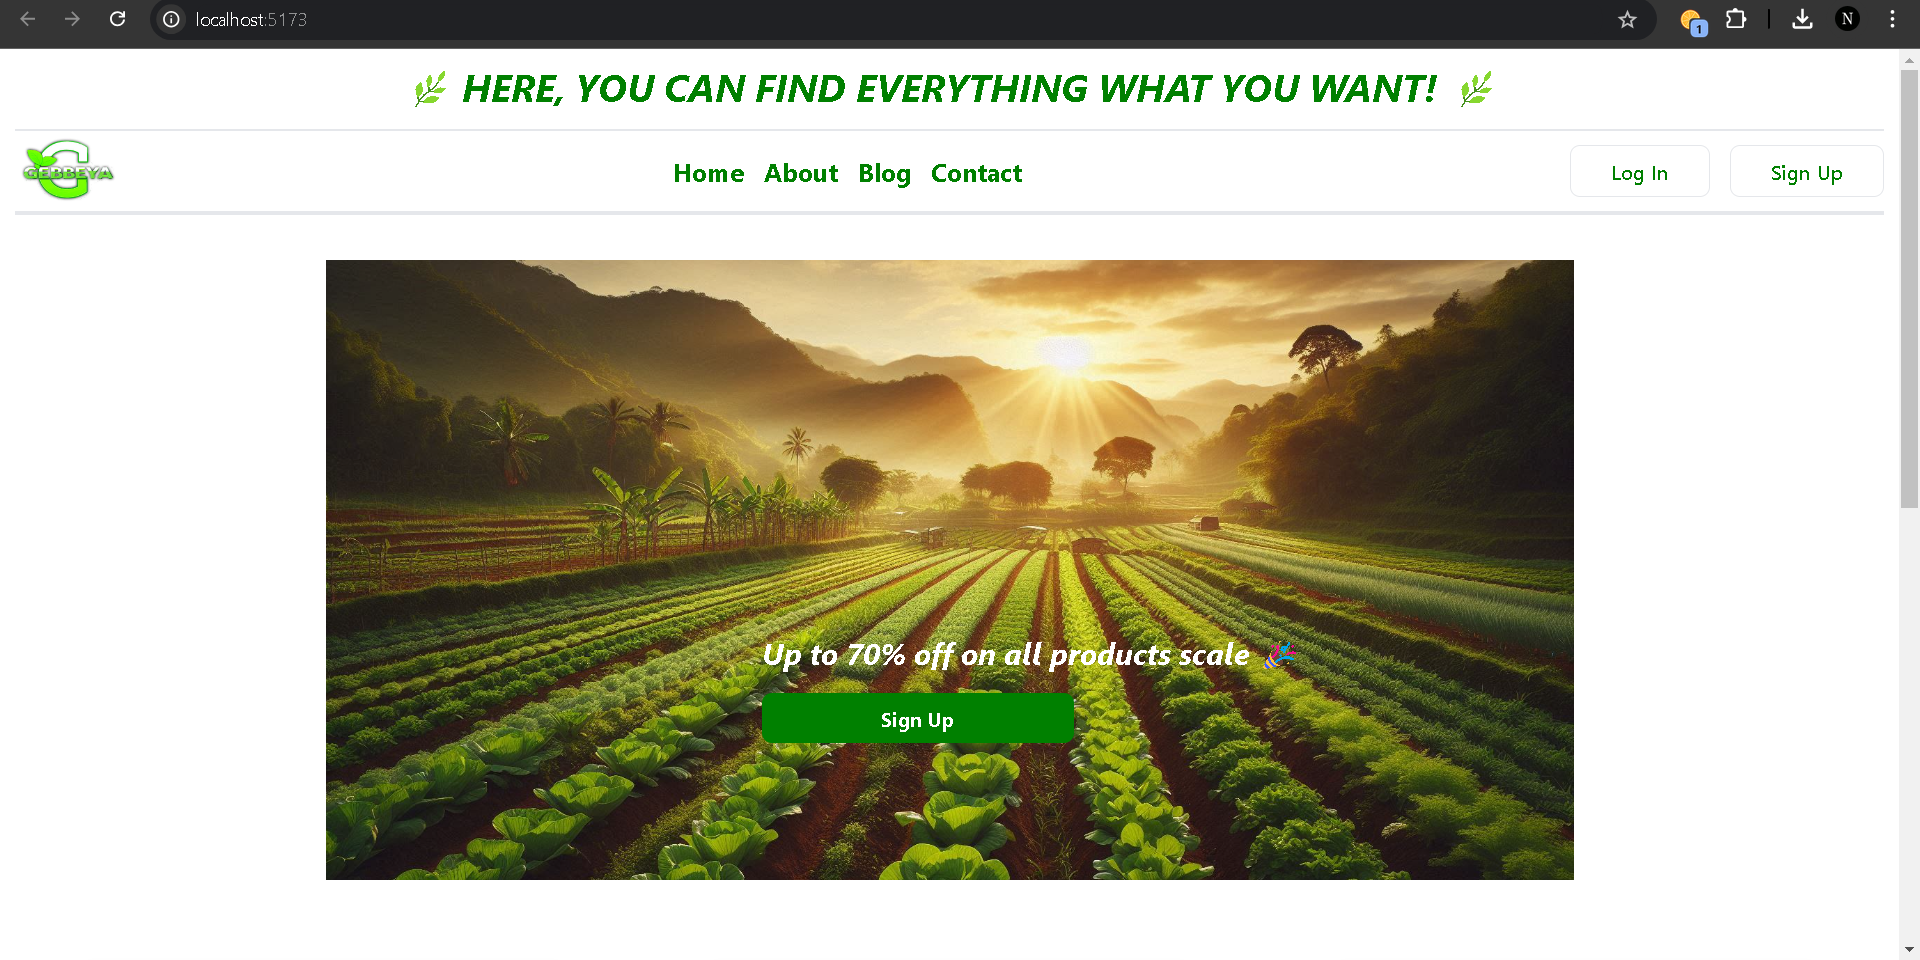 localhost:5173
1
N
🌿 HERE, YOU CAN FIND EVERYTHING WHAT YOU WANT! 🌿
GEBBEYA
Home About Blog Contact
Log In
Sign Up
Up to 70% off on all products scale 🎉
Sign Up